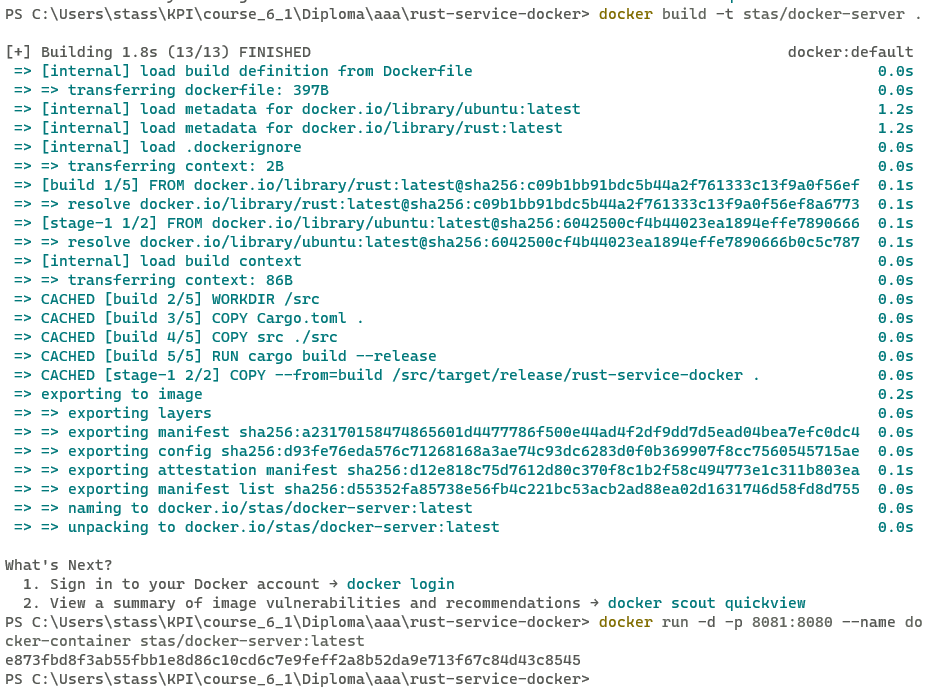 PS C:\Users\stass\KPI\course_6_1\Diploma\aaa\rust-service-docker> docker build -t stas/docker-server .
[+] Building 1.8s (13/13) FINISHED docker:default
=> [internal] load build definition from Dockerfile 0.0s
=> => transferring dockerfile: 397B 0.0s
=> [internal] load metadata for docker.io/library/ubuntu:latest 1.2s
=> [internal] load metadata for docker.io/library/rust:latest 1.2s
=> [internal] load .dockerignore 0.0s
=> => transferring context: 2B 0.0s
=> [build 1/5] FROM docker.io/library/rust:latest@sha256:c09b1bb91bdc5b44a2f761333c13f9a0f56ef 0.1s
=> => resolve docker.io/library/rust:latest@sha256:c09b1bb91bdc5b44a2f761333c13f9a0f56ef8a6773 0.1s
=> [stage-1 1/2] FROM docker.io/library/ubuntu:latest@sha256:6042500cf4b44023ea1894effe7890666 0.1s
=> => resolve docker.io/library/ubuntu:latest@sha256:6042500cf4b44023ea1894effe7890666b0c5c787 0.1s
=> [internal] load build context 0.0s
=> => transferring context: 86B 0.0s
=> CACHED [build 2/5] WORKDIR /src 0.0s
=> CACHED [build 3/5] COPY Cargo.toml . 0.0s
=> CACHED [build 4/5] COPY src ./src 0.0s
=> CACHED [build 5/5] RUN cargo build --release 0.0s
=> CACHED [stage-1 2/2] COPY --from=build /src/target/release/rust-service-docker . 0.0s
=> exporting to image 0.2s
=> => exporting layers 0.0s
=> => exporting manifest sha256:a23170158474865601d4477786f500e44ad4f2df9dd7d5ead04bea7efc0dc4 0.0s
=> => exporting config sha256:d93fe76eda576c71268168a3ae74c93dc6283d0f0b369907f8cc7560545715ae 0.0s
=> => exporting attestation manifest sha256:d12e818c75d7612d80c370f8c1b2f58c494773e1c311b803ea 0.1s
=> => exporting manifest list sha256:d55352fa85738e56fb4c221bc53acb2ad88ea02d1631746d58fd8d755 0.0s
=> => naming to docker.io/stas/docker-server:latest 0.0s
=> => unpacking to docker.io/stas/docker-server:latest 0.0s
What's Next?
1. Sign in to your Docker account → docker login
2. View a summary of image vulnerabilities and recommendations → docker scout quickview
PS C:\Users\stass\KPI\course_6_1\Diploma\aaa\rust-service-docker> docker run -d -p 8081:8080 --name do
cker-container stas/docker-server:latest
e873fbd8f3ab55fbb1e8d86c10cd6c7e9feff2a8b52da9e713f67c84d43c8545
PS C:\Users\stass\KPI\course_6_1\Diploma\aaa\rust-service-docker>